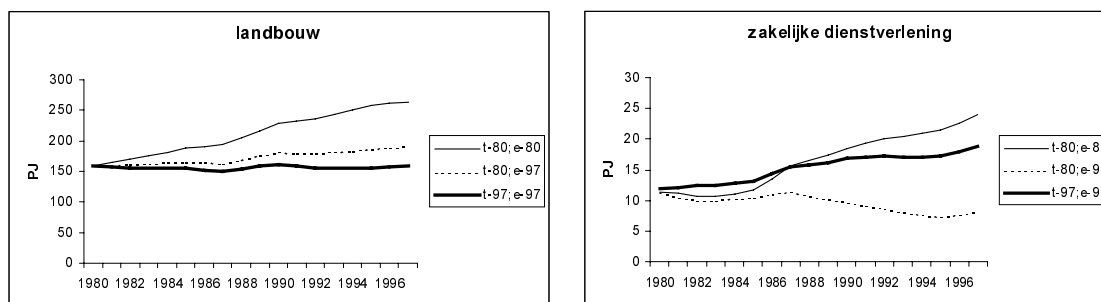 landbouw
300
250
200
150
100
50
0
PJ
1980 1982 1984 1986 1988 1990 1992 1994 1996
t-80;e-80
t-80;e-97
t-97;e-97
zakelijke dienstverlening
30
25
20
15
10
5
0
PJ
1980 1982 1984 1986 1988 1990 1992 1994 1996
t-80;e-8
t-80;e-9
t-97;e-9